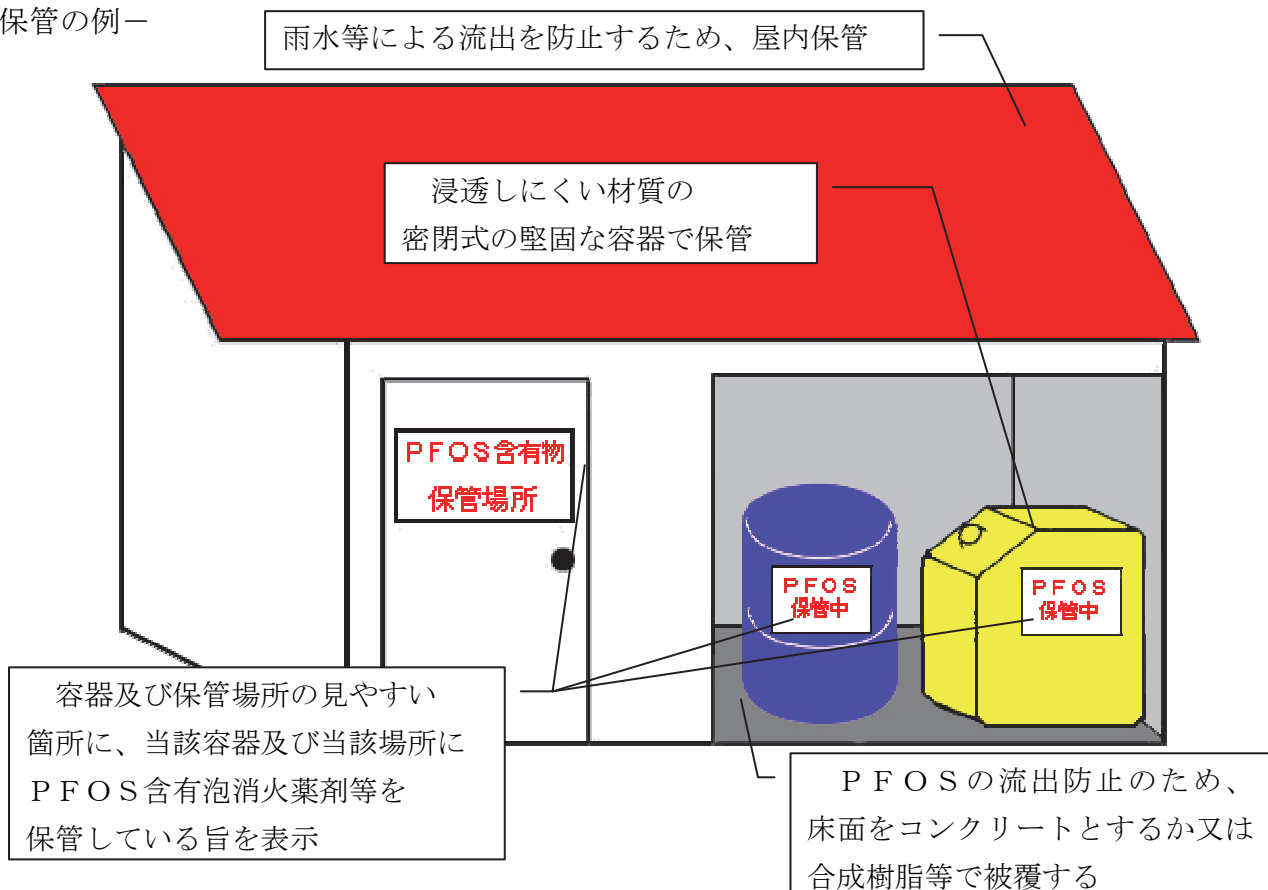 保管の例－
雨水等による流出を防止するため、屋内保管
浸透しにくい材質の
密閉式の堅固な容器で保管
ＰＦＯＳ含有物
保管場所
ＰＦＯＳ
保管中
ＰＦＯＳ
保管中
容器及び保管場所の見やすい
箇所に、当該容器及び当該場所に
ＰＦＯＳ含有泡消火薬剤等を
保管している旨を表示
ＰＦＯＳの流出防止のため、
床面をコンクリートとするか又は
合成樹脂等で被覆する